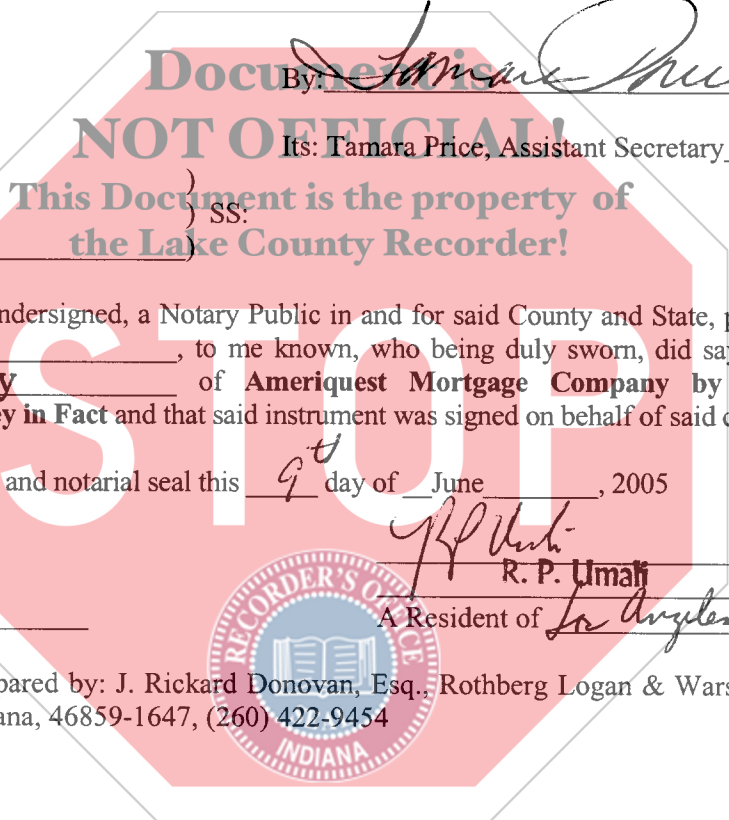 Document is
By: Tamara Price
NOT OFFICIAL!
Its: Tamara Price, Assistant Secretary
This Document is the property of
} SS:
the Lake County Recorder!
ndersigned, a Notary Public in and for said County and State, p
, to me known, who being duly sworn, did say
y of Ameriquest Mortgage Company by
ey in Fact and that said instrument was signed on behalf of said c
STOP
and notarial seal this 9th day of June, 2005
R. P. Umali
A Resident of Los Angeles
RECORDER'S OFFICE
INDIANA
pared by: J. Rickard Donovan, Esq., Rothberg Logan & Wars
ana, 46859-1647, (260) 422-9454